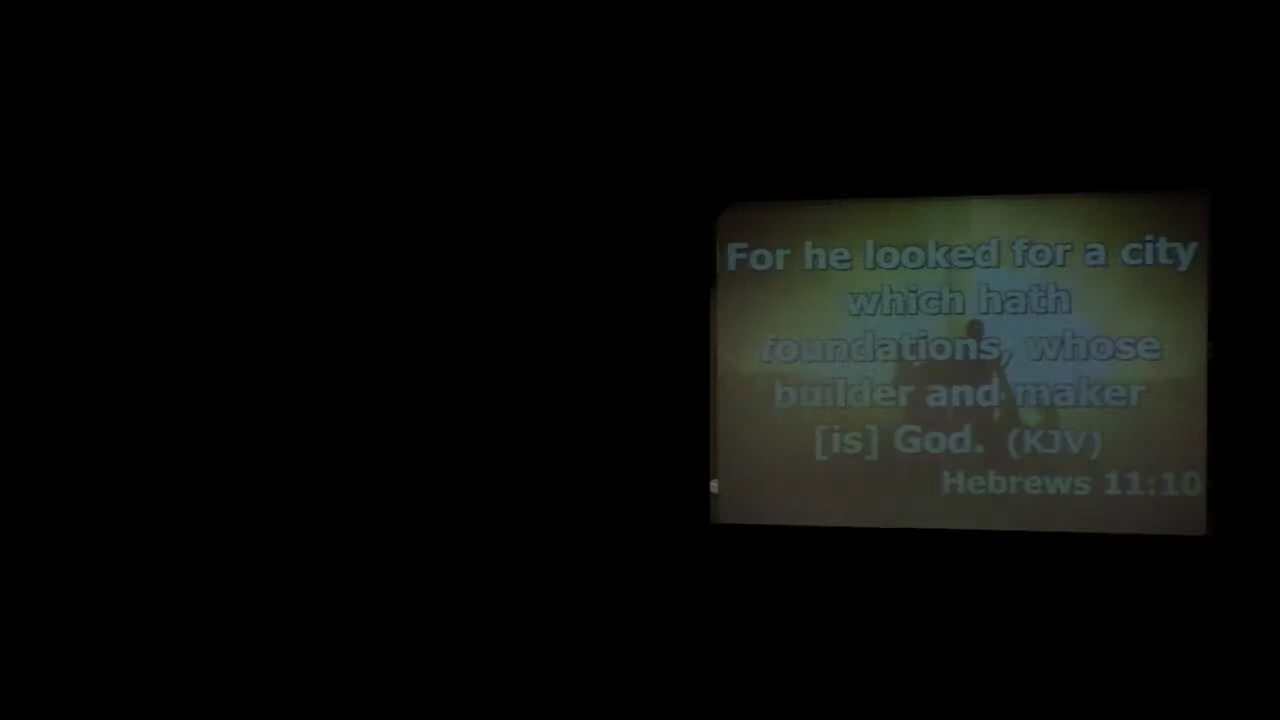 For he looked for a city
which hath
foundations, whose
builder and maker
[is] God. (KJV)
Hebrews 11:10